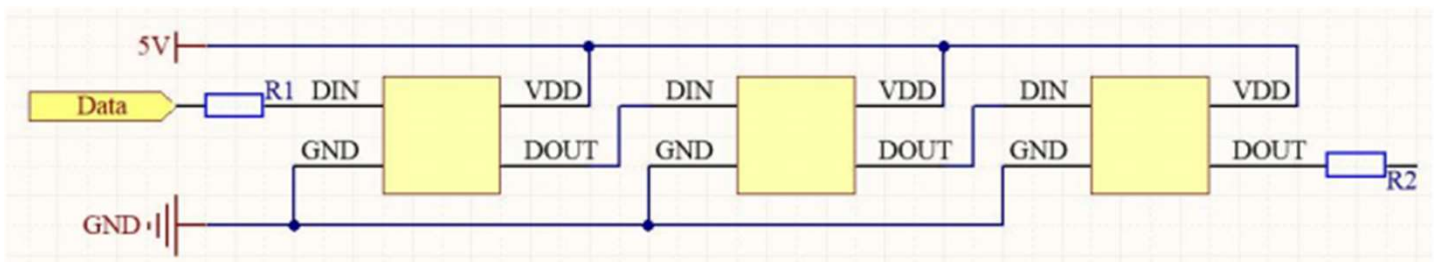 5V
Data R1 DIN VDD DIN VDD DIN VDD
GND DOUT GND DOUT GND DOUT R2
GND